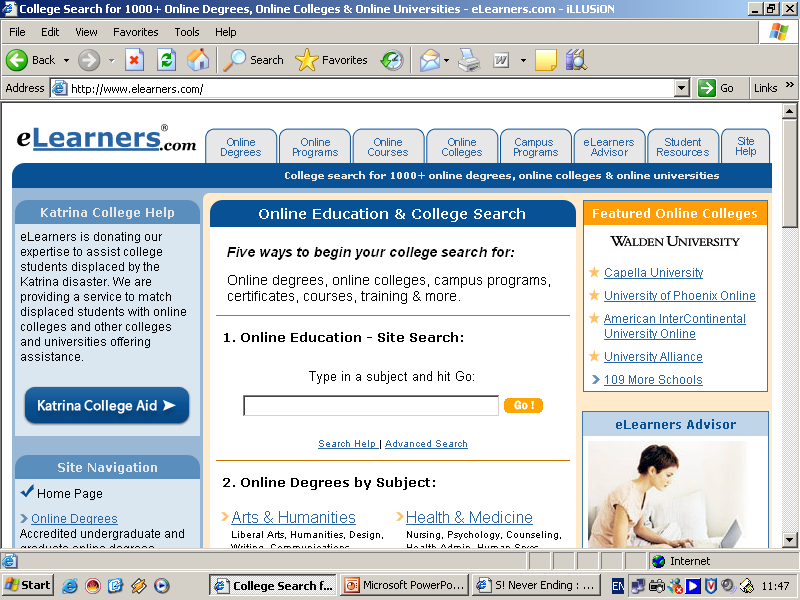 College Search for 1000+ Online Degrees, Online Colleges & Online Universities - eLearners.com - iLLUSiON
File Edit View Favorites Tools Help
Back Search Favorites
Address http://www.elearners.com/ Go Links »
eLearners®.com
Online Degrees
Online Programs
Online Courses
Online Colleges
Campus Programs
eLearners Advisor
Student Resources
Site Help
College search for 1000+ online degrees, online colleges & online universities
Katrina College Help
eLearners is donating our
expertise to assist college
students displaced by the
Katrina disaster. We are
providing a service to match
displaced students with online
colleges and other colleges
and universities offering
assistance.
Katrina College Aid
Site Navigation
Home Page
Online Degrees
Accredited undergraduate and
graduate online degrees
Online Education & College Search
Five ways to begin your college search for:
Online degrees, online colleges, campus programs,
certificates, courses, training & more.
1. Online Education - Site Search:
Type in a subject and hit Go:
Go !
Search Help | Advanced Search
2. Online Degrees by Subject:
Arts & Humanities
Liberal Arts, Humanities, Design,
Writing, Communications
Health & Medicine
Nursing, Psychology, Counseling,
Health Admin, Human Svcs
Featured Online Colleges
WALDEN UNIVERSITY
Capella University
University of Phoenix Online
American InterContinental
University Online
University Alliance
109 More Schools
eLearners Advisor
Internet
Start College Search f... Microsoft PowerPo... S! Never Ending : ... EN 11:47